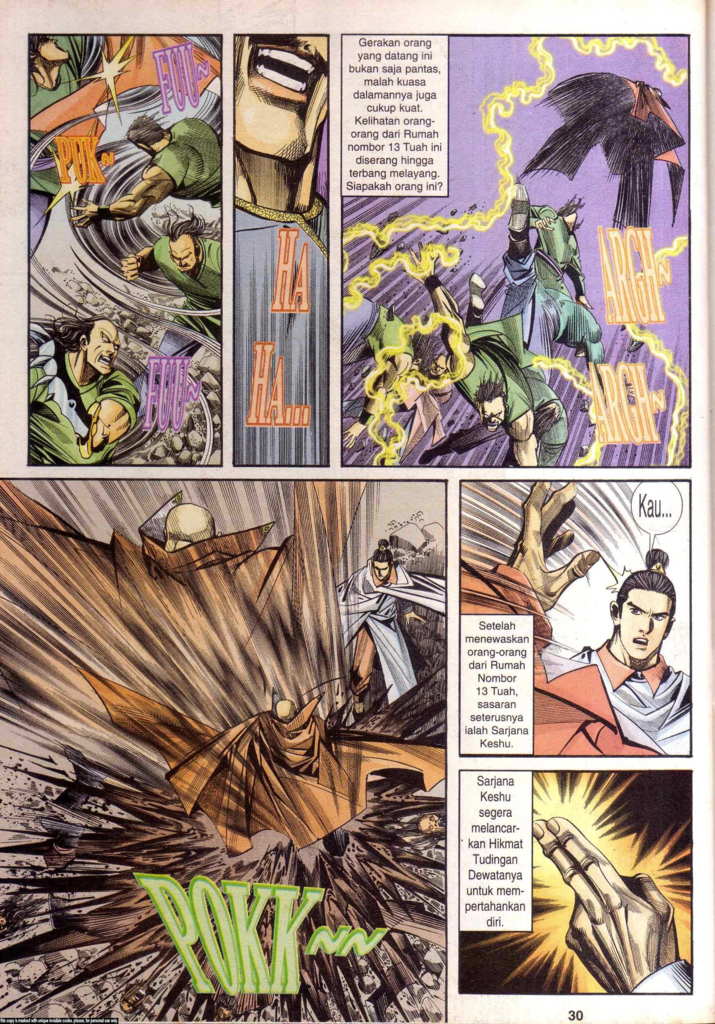 FUU~
POK~
FUU~
HA
HA...
Gerakan orang
yang datang ini
bukan saja pantas,
malah kuasa
dalamannya juga
cukup kuat.
Kelihatan orang-
orang dari Rumah
nombor 13 Tuah ini
diserang hingga
terbang melayang.
Siapakah orang ini?
ARGH~
ARGH~
POKK~~
Kau...
Setelah
menewaskan
orang-orang
dari Rumah
Nombor
13 Tuah,
sasaran
seterusnya
ialah Sarjana
Keshu.
Sarjana
Keshu
segera
melancar-
kan Hikmat
Tudingan
Dewatanya
untuk mem-
pertahankan
diri.
30